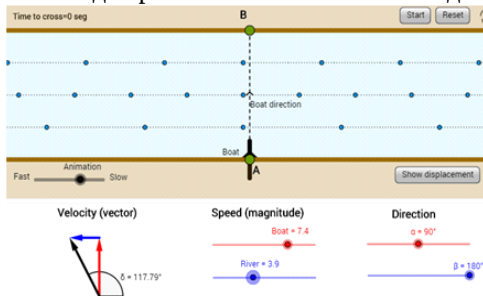 Time to cross=0 seg
B
Start
Reset
Boat direction
Boat
A
Animation
Fast
Slow
Show displacement
Velocity (vector)
Speed (magnitude)
Direction
Boat = 7.4
α = 90°
River = 3.9
β = 180°
δ = 117.79°